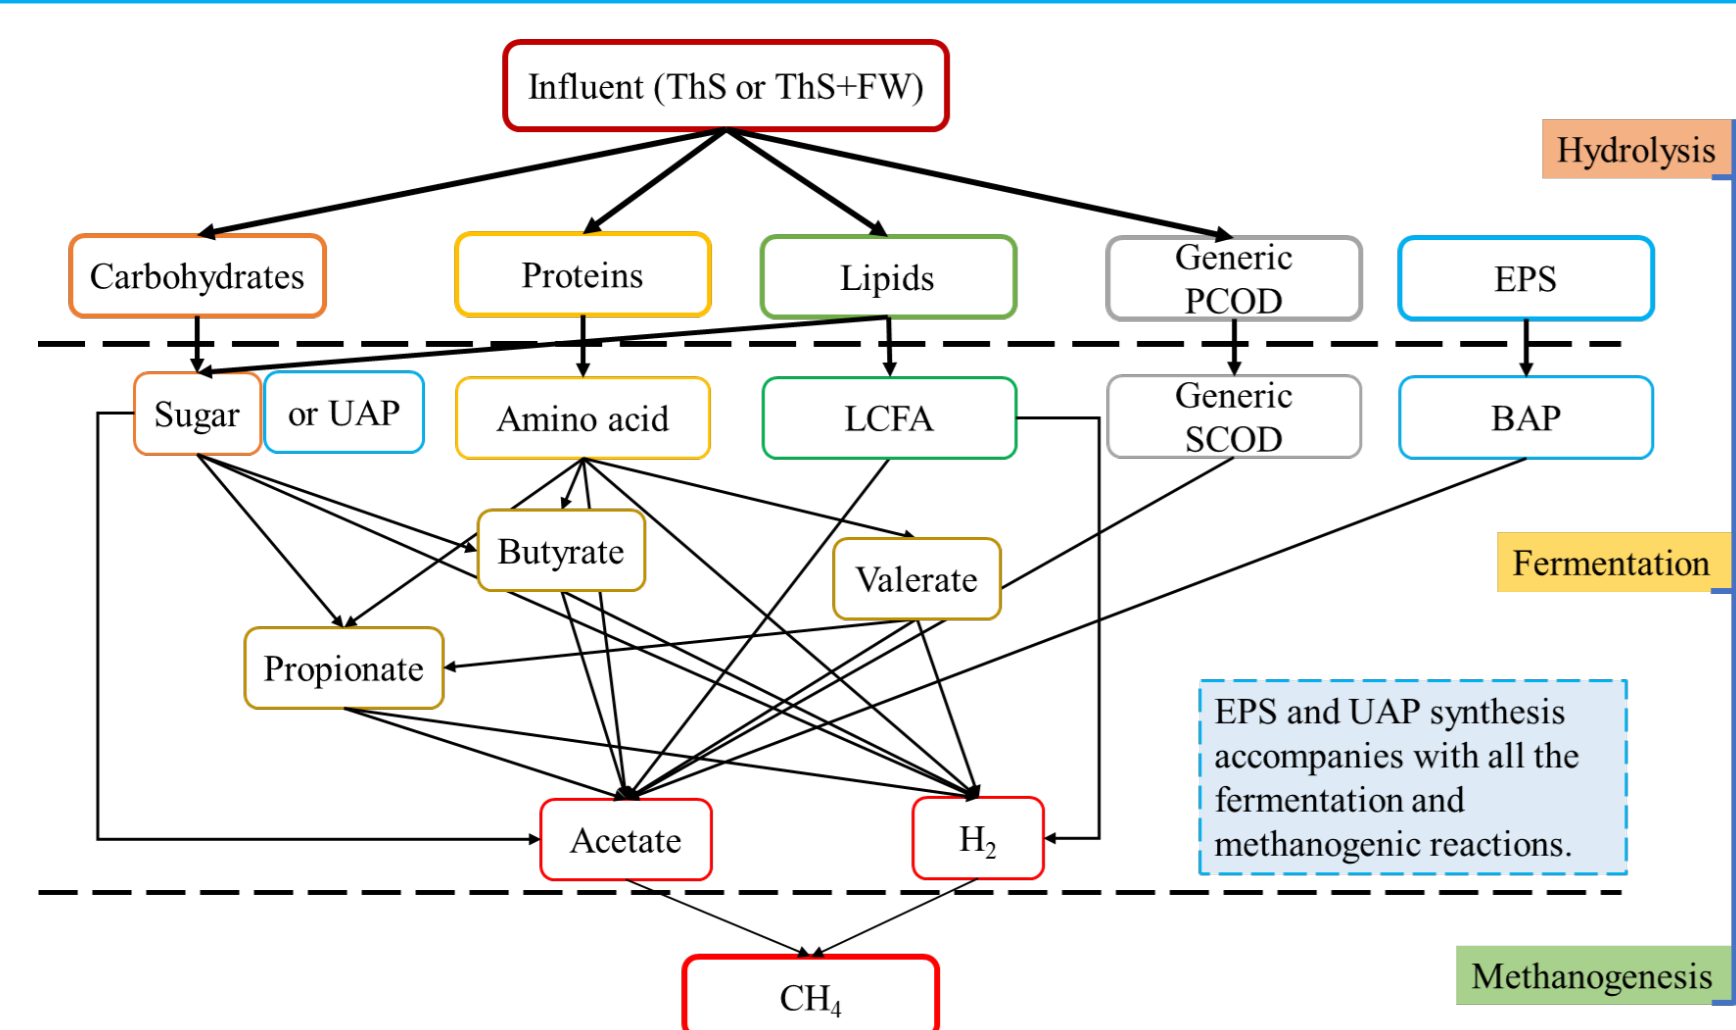 Influent (ThS or ThS+FW)
Hydrolysis
Carbohydrates
Proteins
Lipids
Generic
PCOD
EPS
Sugar
or UAP
Amino acid
LCFA
Generic
SCOD
BAP
Butyrate
Valerate
Fermentation
Propionate
EPS and UAP synthesis
accompanies with all the
fermentation and
methanogenic reactions.
Acetate
H₂
Methanogenesis
CH₄